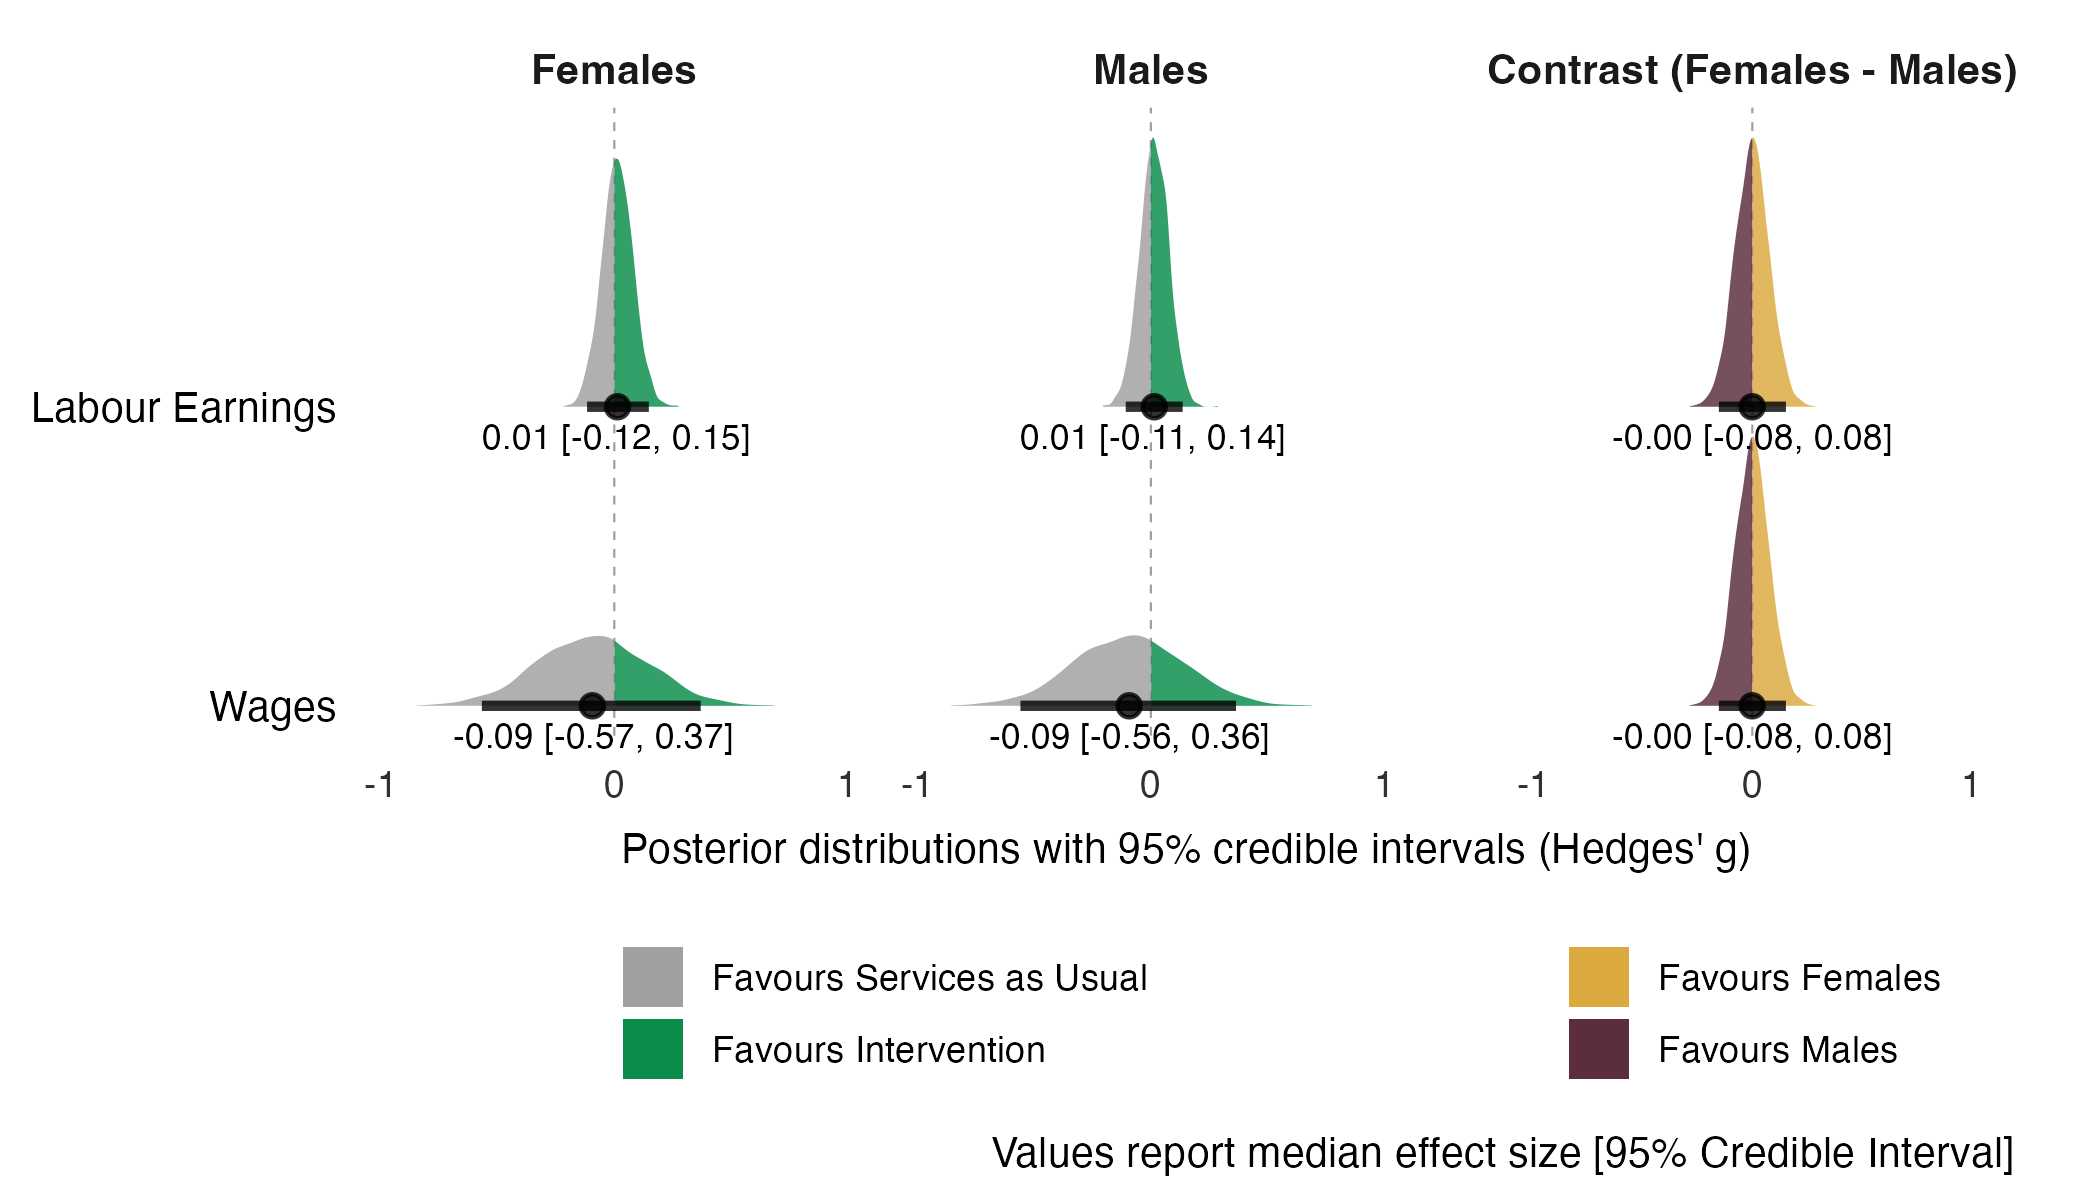 Females Males Contrast (Females - Males)
Labour Earnings
0.01 [-0.12, 0.15] 0.01 [-0.11, 0.14] -0.00 [-0.08, 0.08]
Wages
-0.09 [-0.57, 0.37] -0.09 [-0.56, 0.36] -0.00 [-0.08, 0.08]
-1 0 1 -1 0 1 -1 0 1
Posterior distributions with 95% credible intervals (Hedges' g)
Favours Services as Usual
Favours Intervention
Favours Females
Favours Males
Values report median effect size [95% Credible Interval]